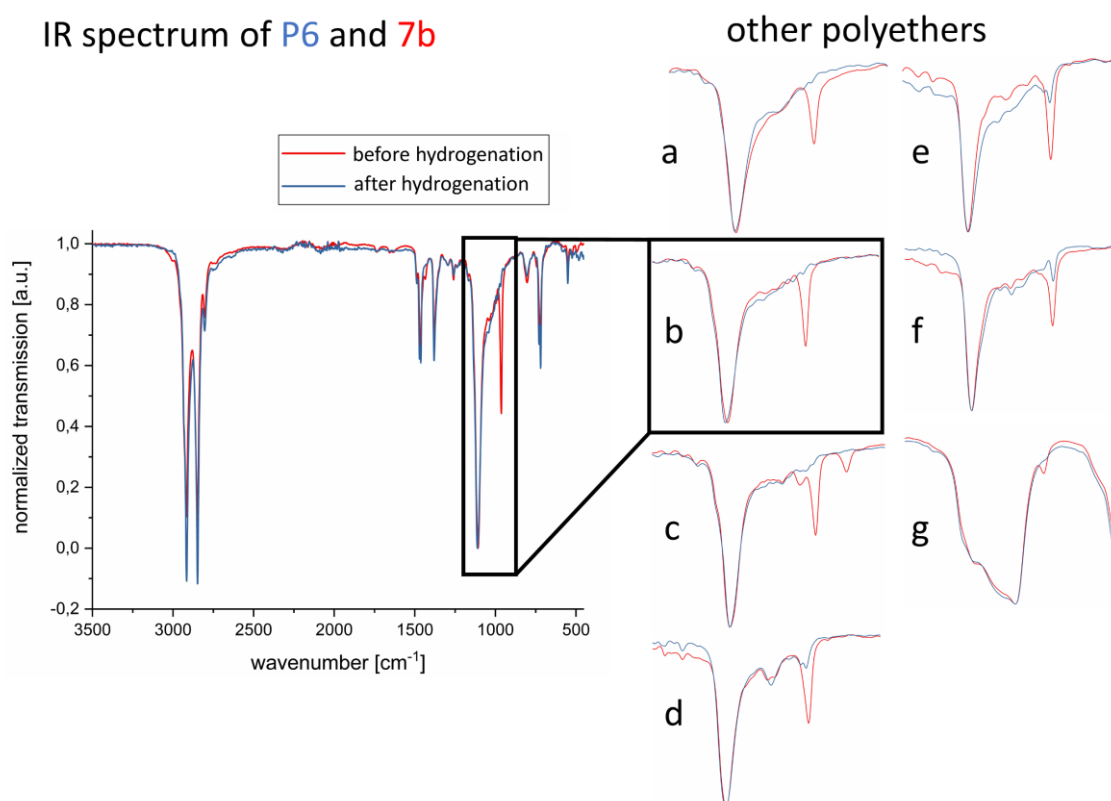 IR spectrum of P6 and 7b
other polyethers
before hydrogenation
after hydrogenation
normalized transmission [a.u.]
1,0
0,8
0,6
0,4
0,2
0,0
-0,2
3500 3000 2500 2000 1500 1000 500
wavenumber [cm⁻¹]
a
b
c
d
e
f
g